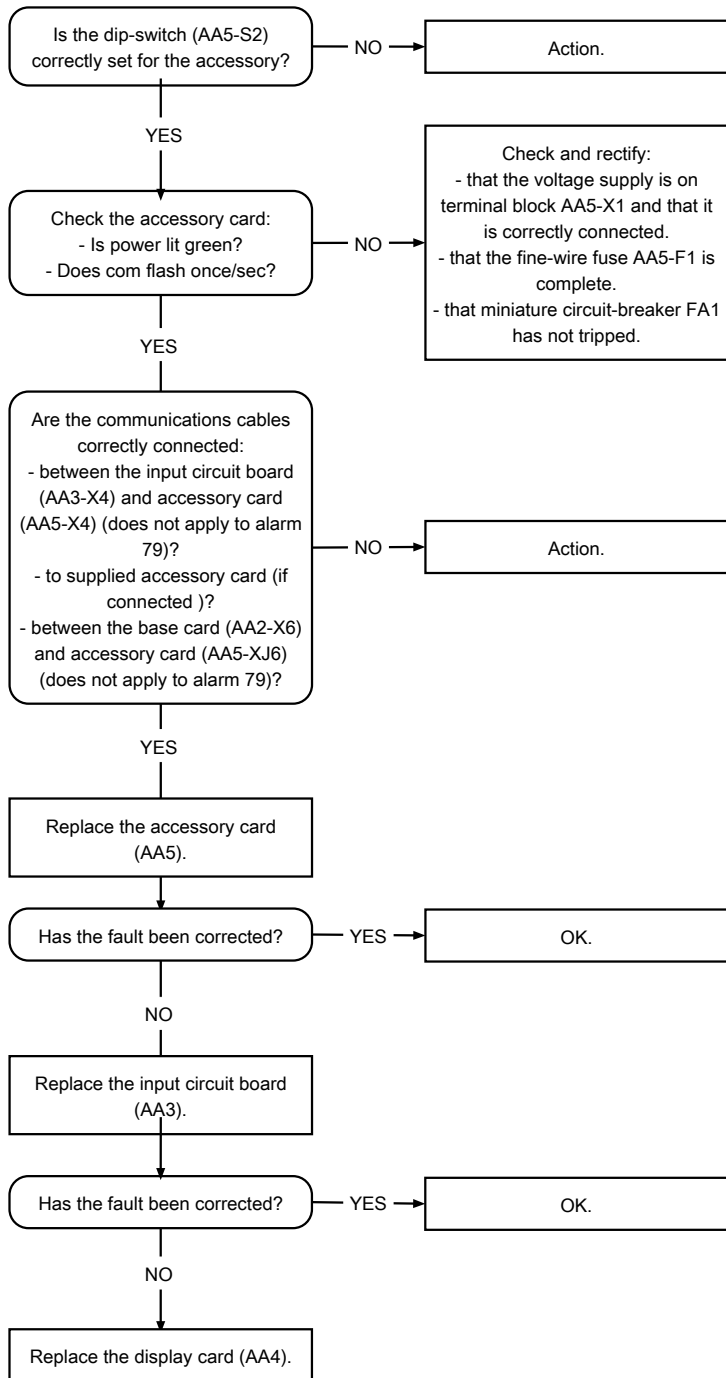 Is the dip-switch (AA5-S2)
correctly set for the accessory?
NO
Action.
YES
Check the accessory card:
- Is power lit green?
- Does com flash once/sec?
NO
Check and rectify:
- that the voltage supply is on
terminal block AA5-X1 and that it
is correctly connected.
- that the fine-wire fuse AA5-F1 is
complete.
- that miniature circuit-breaker FA1
has not tripped.
YES
Are the communications cables
correctly connected:
- between the input circuit board
(AA3-X4) and accessory card
(AA5-X4) (does not apply to alarm
79)?
- to supplied accessory card (if
connected )?
- between the base card (AA2-X6)
and accessory card (AA5-XJ6)
(does not apply to alarm 79)?
NO
Action.
YES
Replace the accessory card
(AA5).
Has the fault been corrected?
YES
OK.
NO
Replace the input circuit board
(AA3).
Has the fault been corrected?
YES
OK.
NO
Replace the display card (AA4).